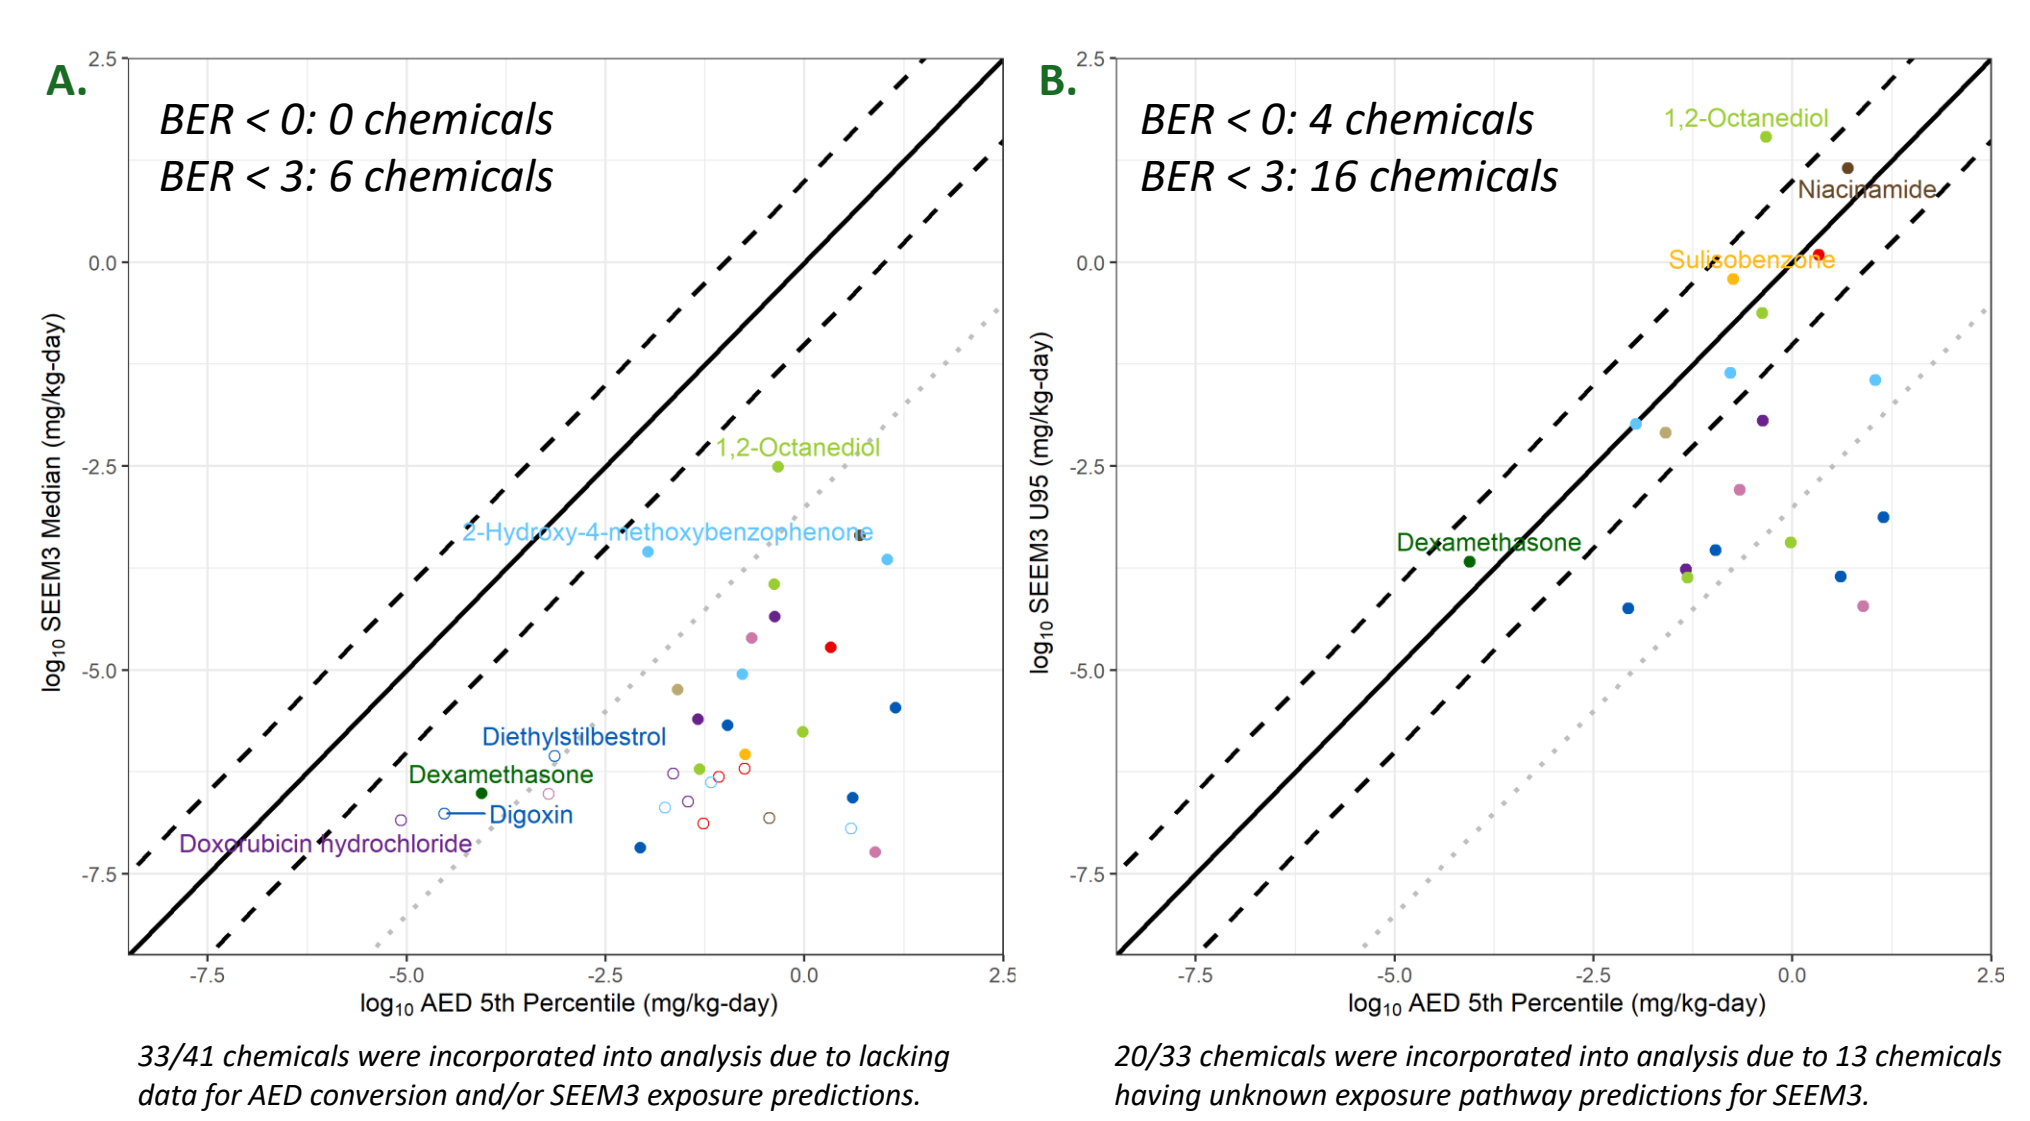 A.
BER < 0: 0 chemicals
BER < 3: 6 chemicals
2.5
0.0
-2.5
-5.0
-7.5
log₁₀ SEEM3 Median (mg/kg-day)
1,2-Octanediol
2-Hydroxy-4-methoxybenzophenone
Diethylstilbestrol
Dexamethasone
Digoxin
Doxorubicin hydrochloride
-7.5
-5.0
-2.5
0.0
2.5
log₁₀ AED 5th Percentile (mg/kg-day)
33/41 chemicals were incorporated into analysis due to lacking
data for AED conversion and/or SEEM3 exposure predictions.
B.
BER < 0: 4 chemicals
BER < 3: 16 chemicals
2.5
0.0
-2.5
-5.0
-7.5
log₁₀ SEEM3 U95 (mg/kg-day)
1,2-Octanediol
Niacinamide
Sulisobenzone
Dexamethasone
-7.5
-5.0
-2.5
0.0
2.5
log₁₀ AED 5th Percentile (mg/kg-day)
20/33 chemicals were incorporated into analysis due to 13 chemicals
having unknown exposure pathway predictions for SEEM3.